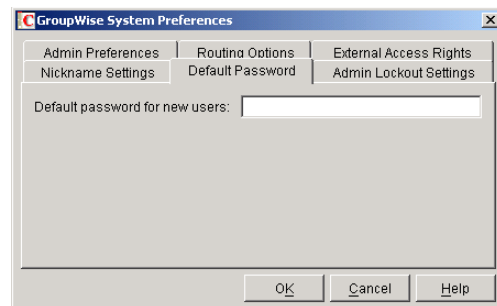 GroupWise System Preferences
Admin Preferences Routing Options External Access Rights
Nickname Settings Default Password Admin Lockout Settings
Default password for new users:
OK Cancel Help